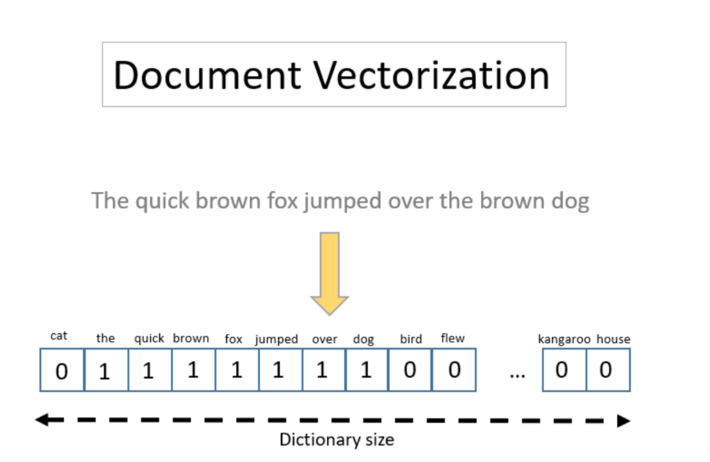 Document Vectorization
The quick brown fox jumped over the brown dog
cat the quick brown fox jumped over dog bird flew kangaroo house
0 1 1 1 1 1 1 1 0 0 ... 0 0
Dictionary size